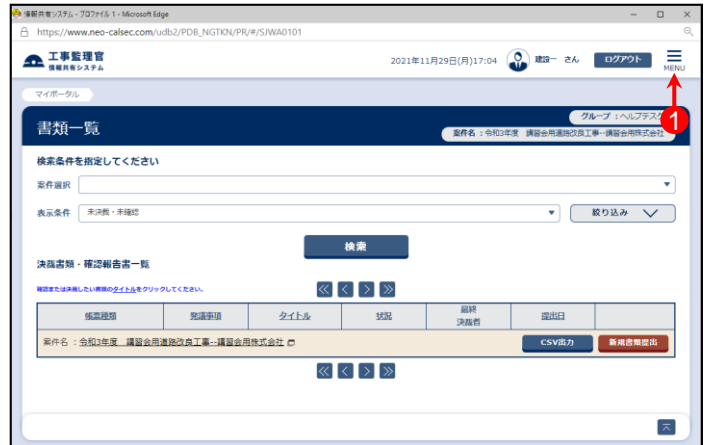 情報共有システム - プロファイル 1 - Microsoft Edge
https://www.neo-calsec.com/udb2/PDB_NGTKN/PR/#/SJWA0101
工事監理官
情報共有システム
2021年11月29日(月)17:04
建設一 さん
ログアウト
MENU
マイポータル
1
書類一覧
グループ：ヘルプデスク
案件名：令和3年度 講習会用道路改良工事--講習会用株式会社
検索条件を指定してください
案件選択
表示条件 未決裁・未確認
絞り込み
検索
決裁書類・確認報告書一覧
確認または決裁したい書類のタイトルをクリックしてください。
帳票種類 発議事項 タイトル 状況 最終決裁者 提出日
案件名：令和3年度 講習会用道路改良工事--講習会用株式会社
CSV出力
新規書類提出